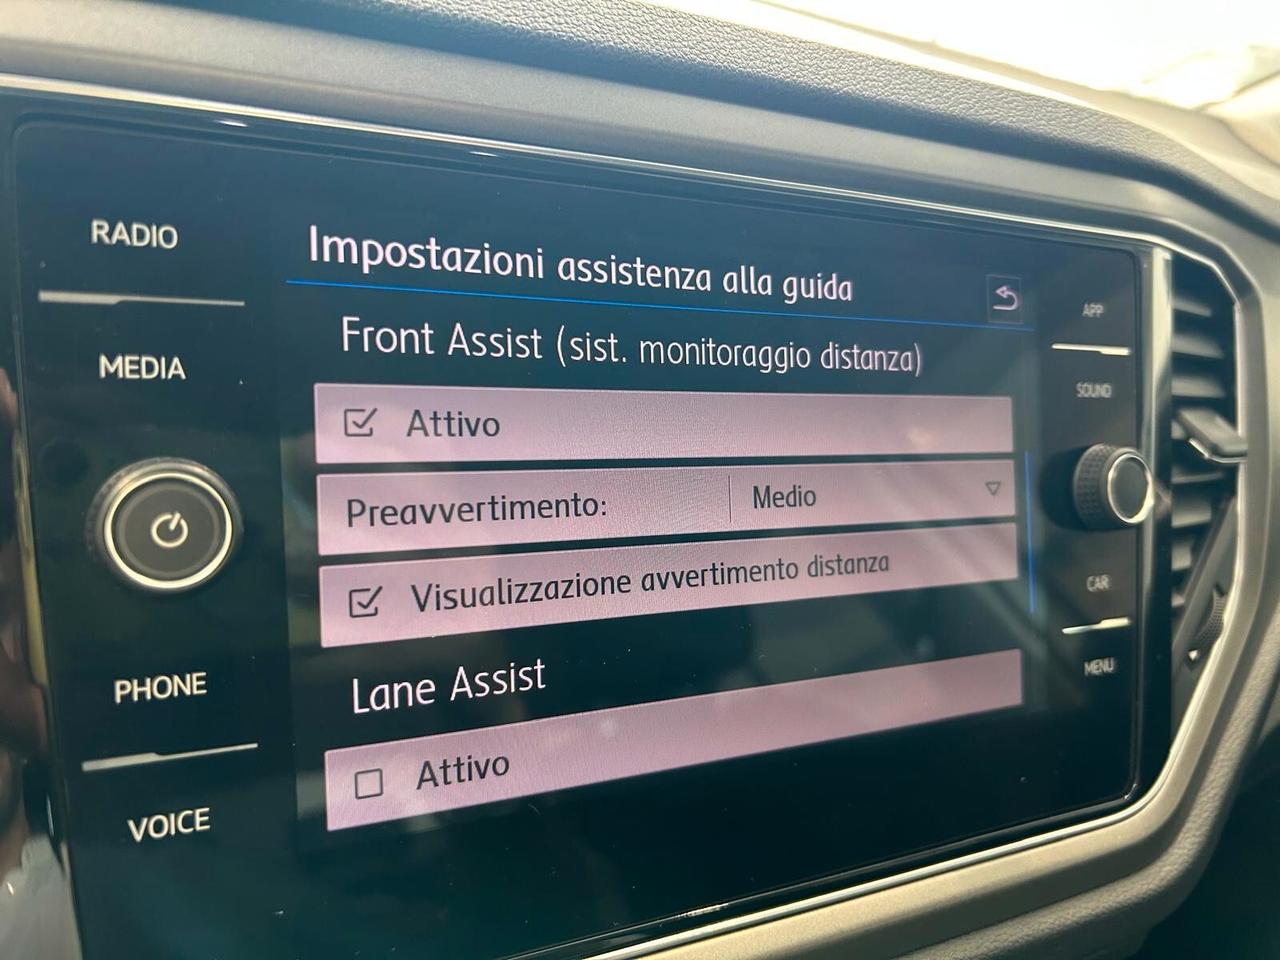 RADIO
MEDIA
PHONE
VOICE
Impostazioni assistenza alla guida
Front Assist (sist. monitoraggio distanza)
Attivo
Preavvertimento: Medio
Visualizzazione avvertimento distanza
Lane Assist
Attivo
APP
SOUND
CAR
MENU